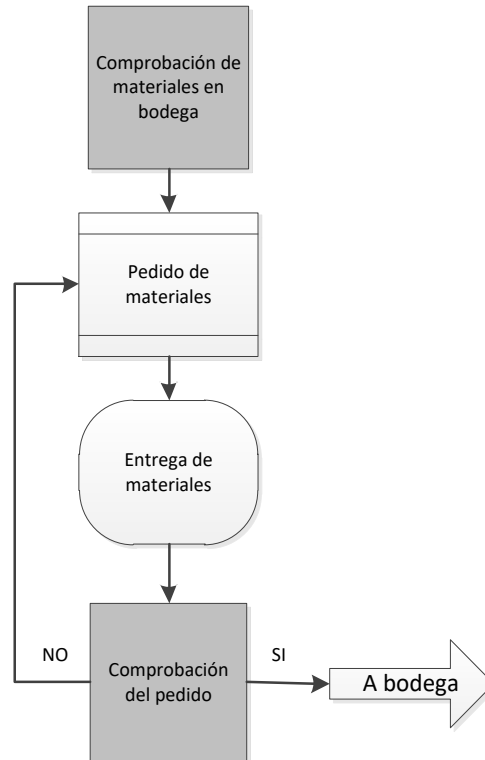 Comprobación de
materiales en
bodega
Pedido de
materiales
Entrega de
materiales
NO
SI
Comprobación
del pedido
A bodega